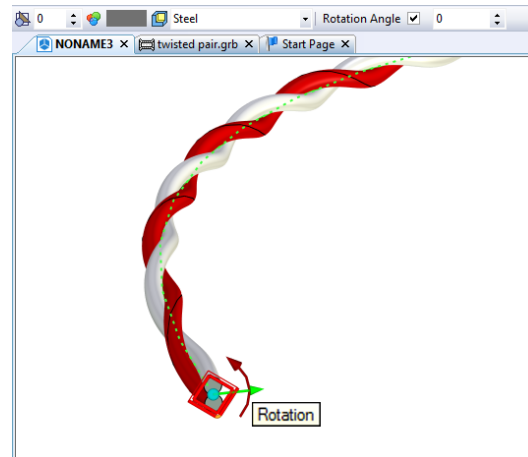 0 Steel Rotation Angle 0
NONAME3 twisted pair.grb Start Page
Rotation